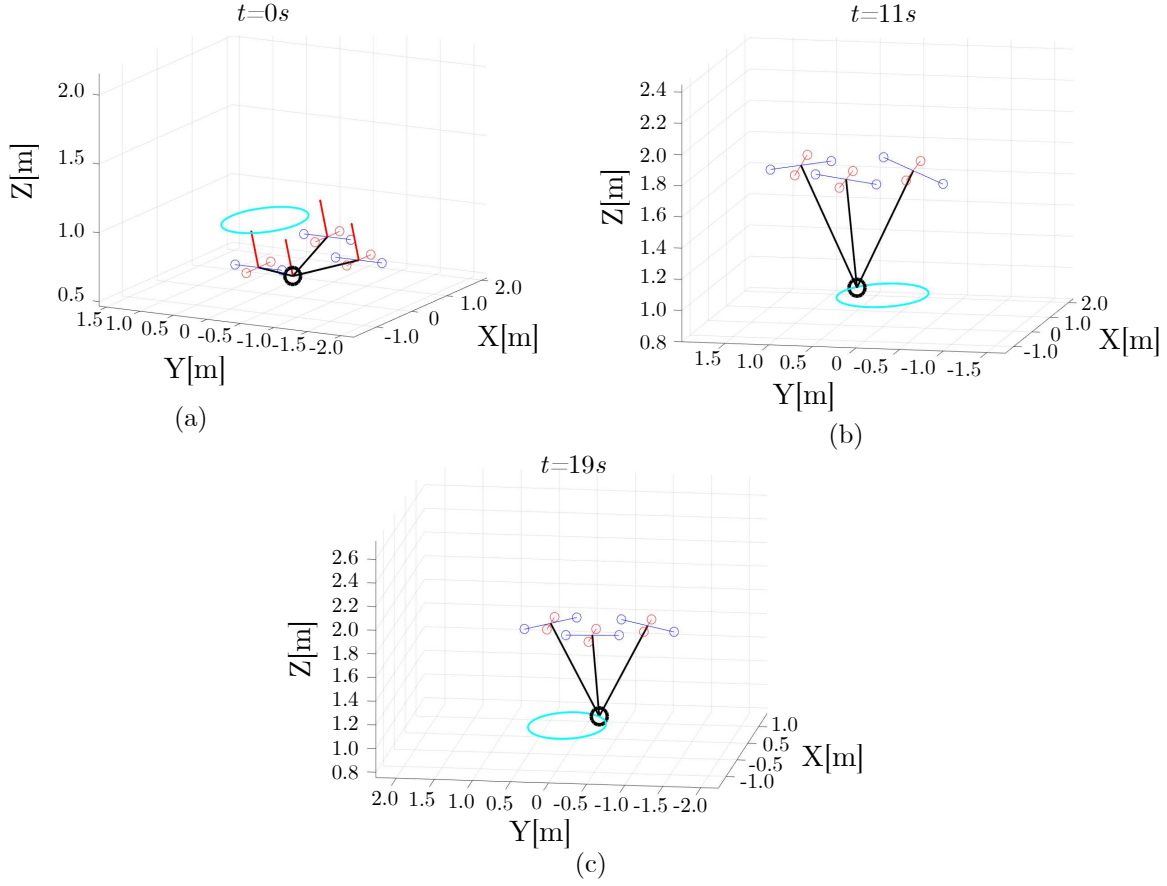 t=0s
2.0
1.5
1.0
0.5
Z[m]
1.5 1.0 0.5 0 -0.5 -1.0 -1.5 -2.0
Y[m]
-1.0 0 1.0 2.0
X[m]
(a)
t=11s
2.4
2.2
2.0
1.8
1.6
1.4
1.2
1.0
0.8
Z[m]
1.5 1.0 0.5 0 -0.5 -1.0 -1.5
Y[m]
-1.0 0 1.0 2.0
X[m]
(b)
t=19s
2.6
2.4
2.2
2.0
1.8
1.6
1.4
1.2
1.0
0.8
Z[m]
2.0 1.5 1.0 0.5 0 -0.5 -1.0 -1.5 -2.0
Y[m]
-1.0 -0.5 0.5 1.0
X[m]
(c)